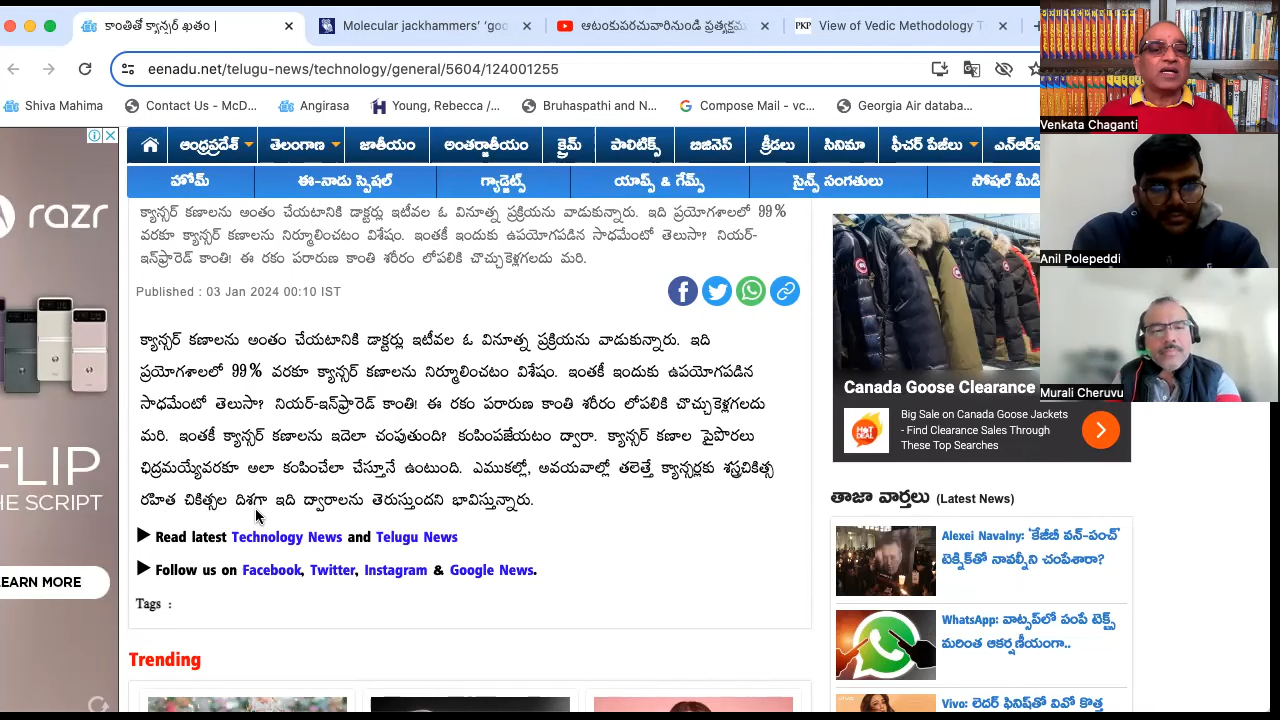 కాంతితో క్యాన్సర్ ఖతం |
Molecular jackhammers' 'goo
ఆటంకుపరచువారినుండి ప్రత్యక్షమ
PKP View of Vedic Methodology T
eenadu.net/telugu-news/technology/general/5604/124001255
Shiva Mahima
Contact Us - McD...
Angirasa
Young, Rebecca /...
Bruhaspathi and N...
Compose Mail - vc...
Georgia Air databa...
Venkata Chaganti
ఆంధ్రప్రదేశ్
తెలంగాణ
జాతీయం
అంతర్జాతీయం
క్రైమ్
పాలిటిక్స్
బిజినెస్
క్రీడలు
సినిమా
ఫీచర్ పేజీలు
ఎన్ఆర్
హోమ్
ఈ-నాడు స్పెషల్
గ్యాడ్జెట్స్
యాప్స్ & గేమ్స్
సైన్స్ సంగతులు
సోషల్ మీడి
razr
క్యాన్సర్ కణాలను అంతం చేయటానికి డాక్టర్లు ఇటీవల ఓ వినూత్న ప్రక్రియను వాడుకున్నారు. ఇది ప్రయోగశాలలో 99%
వరకూ క్యాన్సర్ కణాలను నిర్మూలించటం విశేషం. ఇంతకీ ఇందుకు ఉపయోగపడిన సాధమేంటో తెలుసా? నియర్-
ఇన్‌ఫ్రారెడ్ కాంతి! ఈ రకం పరారుణ కాంతి శరీరం లోపలికి చొచ్చుకెళ్లగలదు మరి.
Anil Polepeddi
Published : 03 Jan 2024 00:10 IST
క్యాన్సర్ కణాలను అంతం చేయటానికి డాక్టర్లు ఇటీవల ఓ వినూత్న ప్రక్రియను వాడుకున్నారు. ఇది
ప్రయోగశాలలో 99% వరకూ క్యాన్సర్ కణాలను నిర్మూలించటం విశేషం. ఇంతకీ ఇందుకు ఉపయోగపడిన
సాధమేంటో తెలుసా? నియర్-ఇన్‌ఫ్రారెడ్ కాంతి! ఈ రకం పరారుణ కాంతి శరీరం లోపలికి చొచ్చుకెళ్లగలదు
మరి. ఇంతకీ క్యాన్సర్ కణాలను ఇదెలా చంపుతుంది? కంపింపజేయటం ద్వారా. క్యాన్సర్ కణాల పైపొరలు
ఛిద్రమయ్యేవరకూ అలా కంపించేలా చేస్తూనే ఉంటుంది. ఎముకల్లో, అవయవాల్లో తలెత్తే క్యాన్సర్లకు శస్త్రచికిత్స
రహిత చికిత్సల దిశగా ఇది ద్వారాలను తెరుస్తుందని భావిస్తున్నారు.
FLIP
HE SCRIPT
EARN MORE
Read latest Technology News and Telugu News
Follow us on Facebook, Twitter, Instagram & Google News.
Tags :
Trending
Murali Cheruvu
Canada Goose Clearance
HOT DEAL
Big Sale on Canada Goose Jackets
- Find Clearance Sales Through
These Top Searches
తాజా వార్తలు (Latest News)
Alexei Navalny: 'కేజీబీ వన్-పంచ్'
టెక్నిక్‌తో నావల్నీని చంపేశారా?
WhatsApp: వాట్సప్‌లో పంపే టెక్ట్స్
మరింత ఆకర్షణీయంగా..
Vivo: లెదర్ ఫినిష్‌తో వివో కొత్త